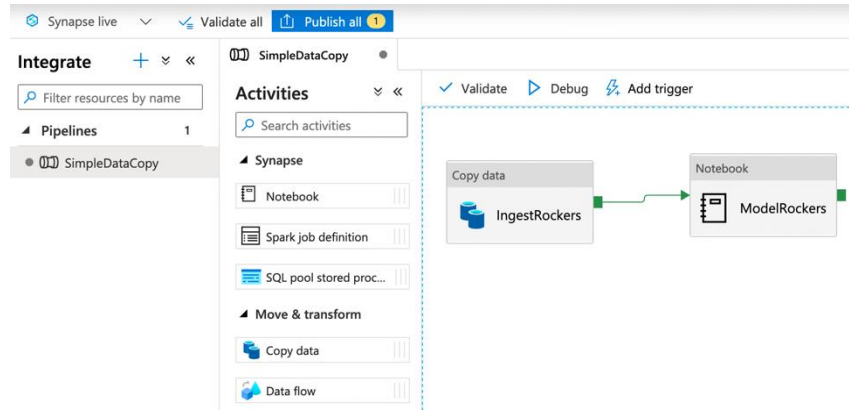 Synapse live
Validate all
Publish all 1
Integrate
Filter resources by name
Pipelines 1
SimpleDataCopy
SimpleDataCopy
Activities
Search activities
Synapse
Notebook
Spark job definition
SQL pool stored proc...
Move & transform
Copy data
Data flow
Validate
Debug
Add trigger
Copy data
IngestRockers
Notebook
ModelRockers